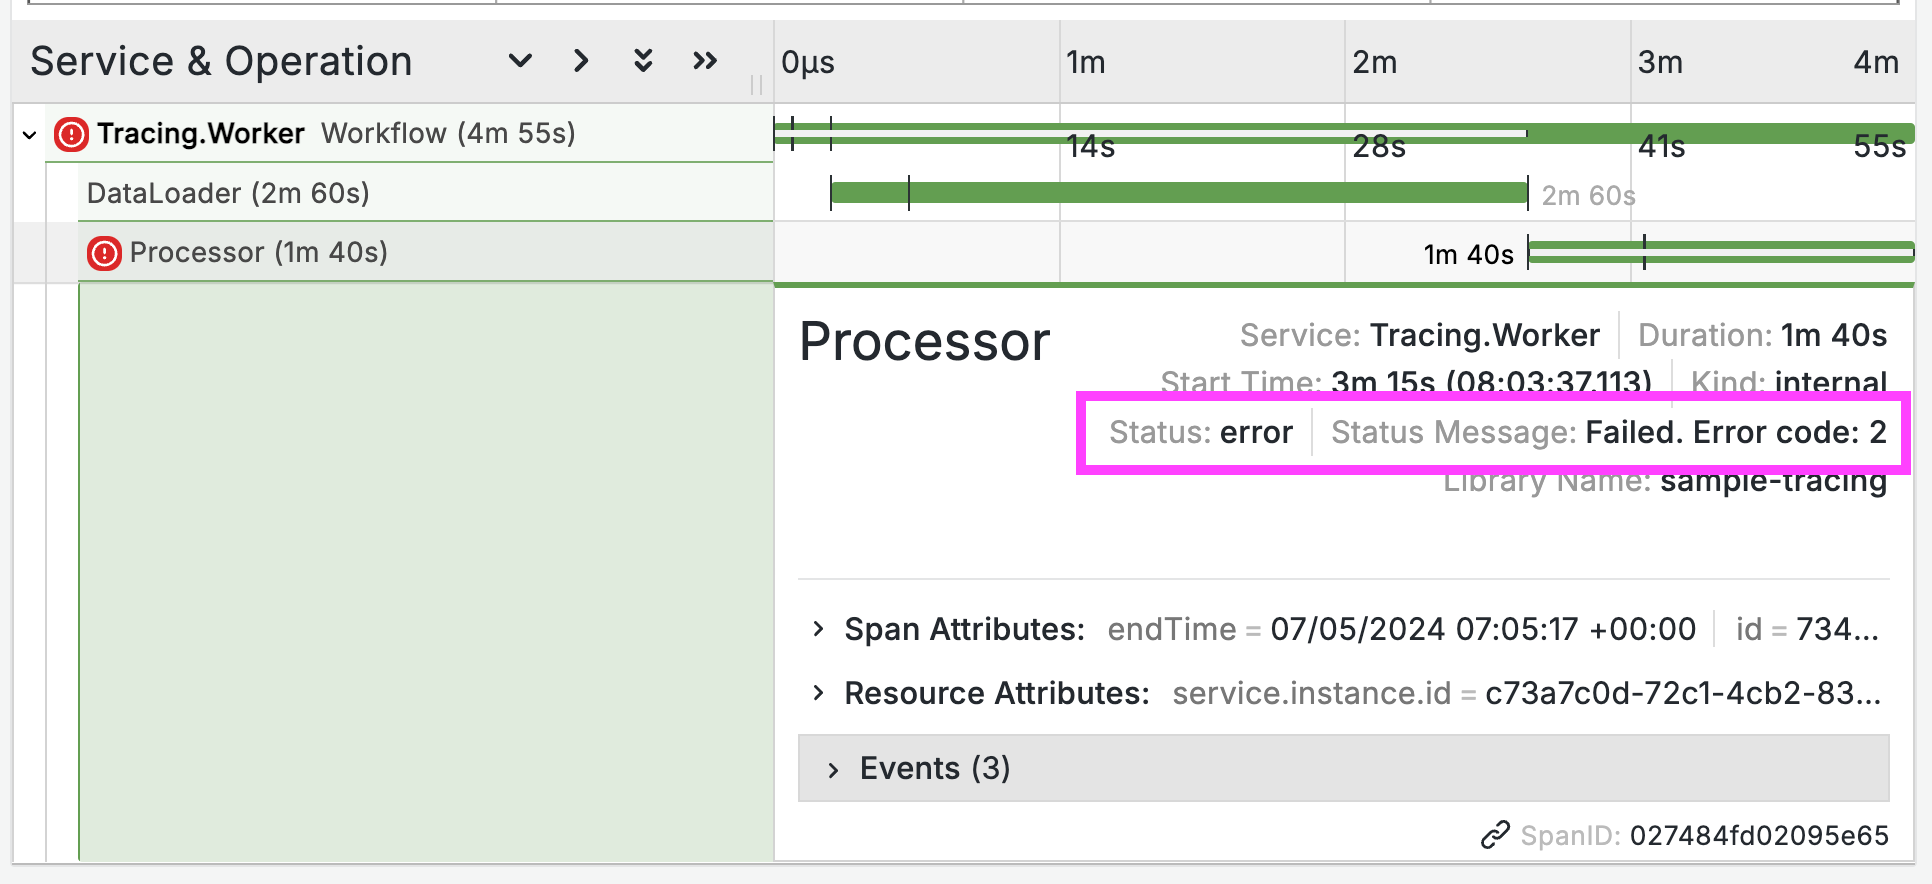 Service & Operation 0μs 1m 2m 3m 4m
14s 28s 41s 55s
Tracing.Worker Workflow (4m 55s)
DataLoader (2m 60s) 2m 60s
Processor (1m 40s) 1m 40s
Processor
Service: Tracing.Worker Duration: 1m 40s
Start Time: 3m 15s (08:03:37.113) Kind: internal
Status: error Status Message: Failed. Error code: 2
Library Name: sample-tracing
Span Attributes: endTime = 07/05/2024 07:05:17 +00:00 id = 734...
Resource Attributes: service.instance.id = c73a7c0d-72c1-4cb2-83...
Events (3)
SpanID: 027484fd02095e65